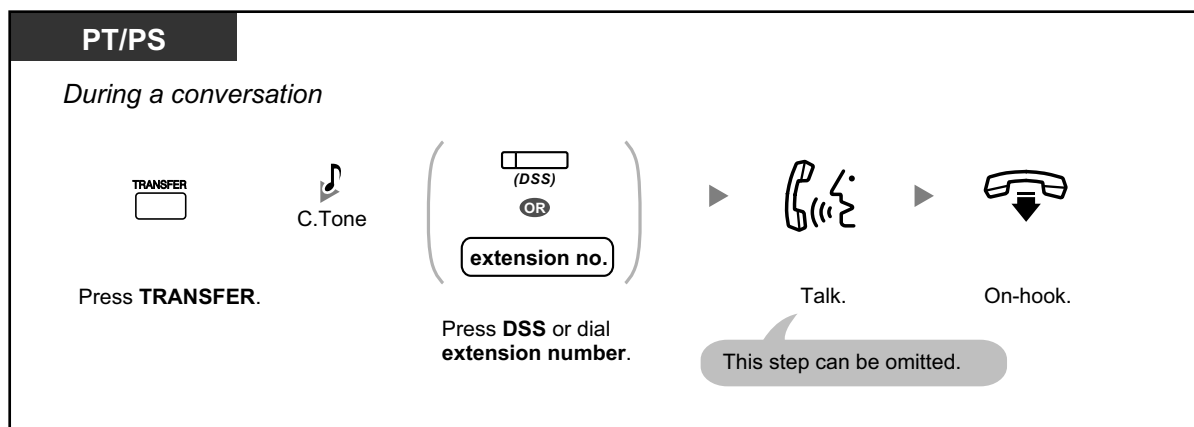 PT/PS
During a conversation
TRANSFER
C.Tone
(DSS)
OR
extension no.
Press TRANSFER.
Press DSS or dial
extension number.
Talk.
On-hook.
This step can be omitted.